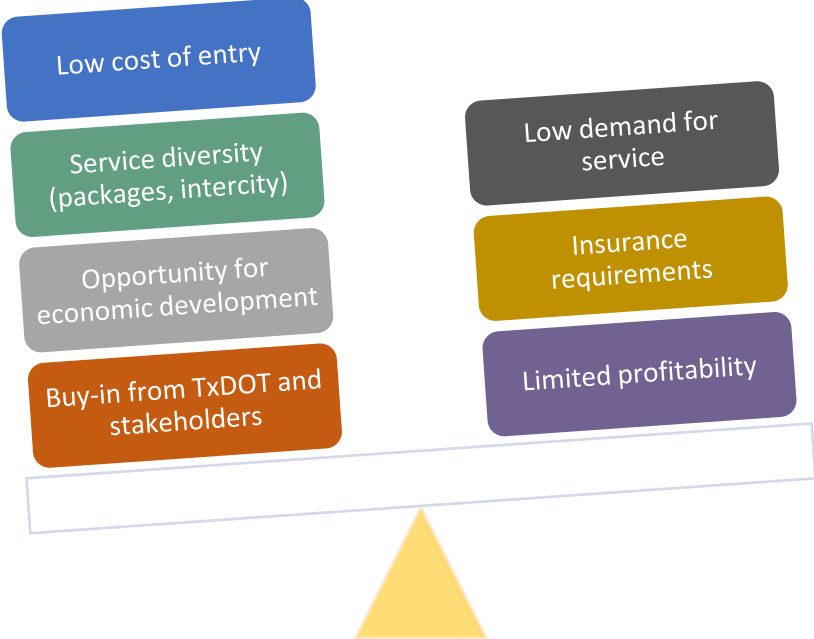 Low cost of entry
Service diversity
(packages, intercity)
Opportunity for
economic development
Buy-in from TxDOT and
stakeholders
Low demand for
service
Insurance
requirements
Limited profitability